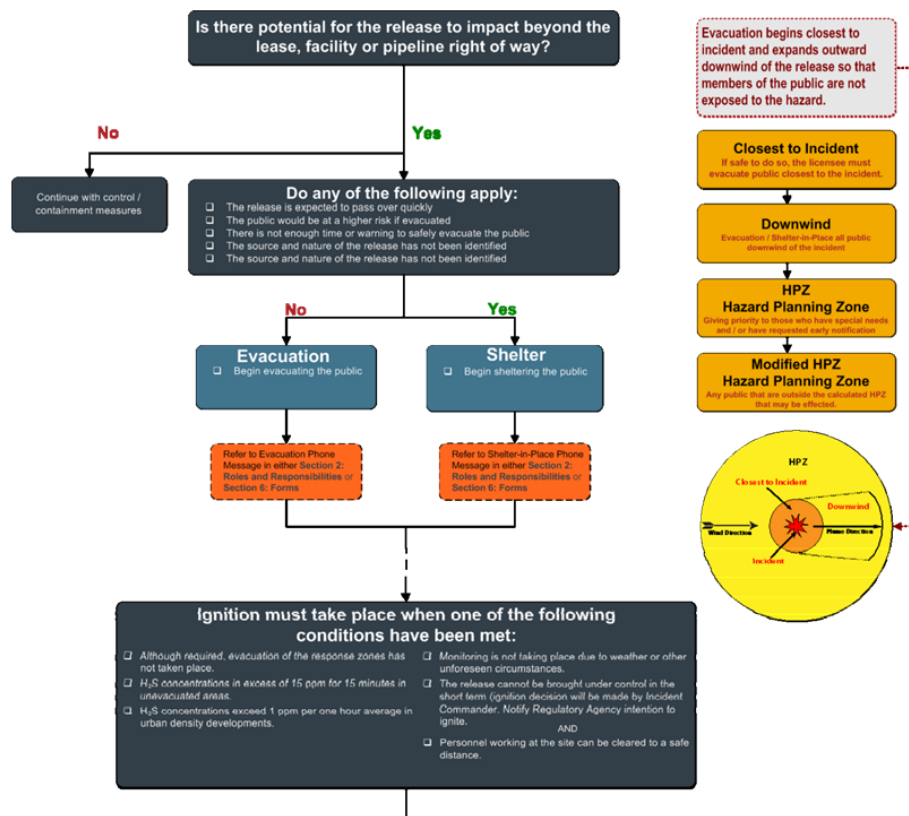 Is there potential for the release to impact beyond the
lease, facility or pipeline right of way?
No
Yes
Continue with control /
containment measures
Do any of the following apply:
❑ The release is expected to pass over quickly
❑ The public would be at a higher risk if evacuated
❑ There is not enough time or warning to safely evacuate the public
❑ The source and nature of the release has not been identified
❑ The source and nature of the release has not been identified
No
Yes
Evacuation
❑ Begin evacuating the public
Shelter
❑ Begin sheltering the public
Refer to Evacuation Phone
Message in either Section 2:
Roles and Responsibilities or
Section 6: Forms
Refer to Shelter-in-Place Phone
Message in either Section 2:
Roles and Responsibilities or
Section 6: Forms
Ignition must take place when one of the following
conditions have been met:
❑ Although required, evacuation of the response zones has
not taken place.
❑ H₂S concentrations in excess of 15 ppm for 15 minutes in
unevacuated areas.
❑ H₂S concentrations exceed 1 ppm per one hour average in
urban density developments.
❑ Monitoring is not taking place due to weather or other
unforeseen circumstances.
❑ The release cannot be brought under control in the
short term (ignition decision will be made by Incident
Commander. Notify Regulatory Agency intention to
ignite.
AND
❑ Personnel working at the site can be cleared to a safe
distance.
Evacuation begins closest to
incident and expands outward
downwind of the release so that
members of the public are not
exposed to the hazard.
Closest to Incident
If safe to do so, the licensee must
evacuate public closest to the incident.
Downwind
Evacuation / Shelter-in-Place all public
downwind of the incident
HPZ
Hazard Planning Zone
Giving priority to those who have special needs
and / or have requested early notification
Modified HPZ
Hazard Planning Zone
Any public that are outside the calculated HPZ
that may be effected.
HPZ
Closest to Incident
Downwind
Wind Direction
Plume Direction
Incident